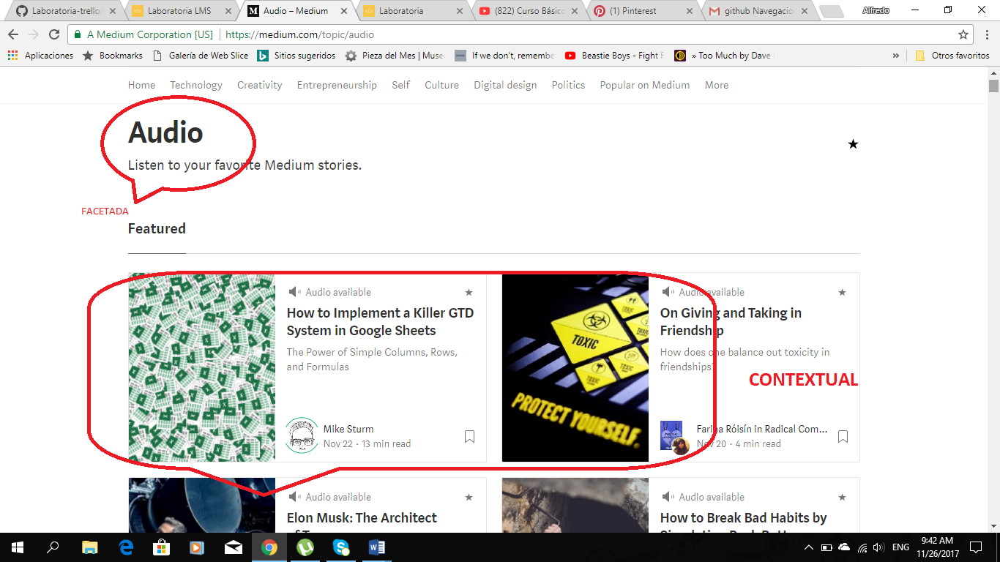 Laboratoria-trello/
Laboratoria LMS
Audio – Medium
Laboratoria
(822) Curso Básico
(1) Pinterest
github Navegacion
Alfredo
A Medium Corporation [US]
https://medium.com/topic/audio
Aplicaciones
Bookmarks
Galería de Web Slice
Sitios sugeridos
Pieza del Mes | Muse
If we don't, remembe
Beastie Boys - Fight F
» Too Much by Dave
»
Otros favoritos
Home Technology Creativity Entrepreneurship Self Culture Digital design Politics Popular on Medium More
Audio
Listen to your favorite Medium stories.
FACETADA
Featured
Audio available
How to Implement a Killer GTD
System in Google Sheets
The Power of Simple Columns, Rows,
and Formulas
Mike Sturm
Nov 22 · 13 min read
TOXIC
PROTECT YOURSELF.
Audio available
On Giving and Taking in
Friendship
How does one balance out toxicity in
friendships?
CONTEXTUAL
Fariha Róisín in Radical Com...
Nov 20 · 4 min read
Audio available
Elon Musk: The Architect
Audio available
How to Break Bad Habits by
ENG
9:42 AM
11/26/2017